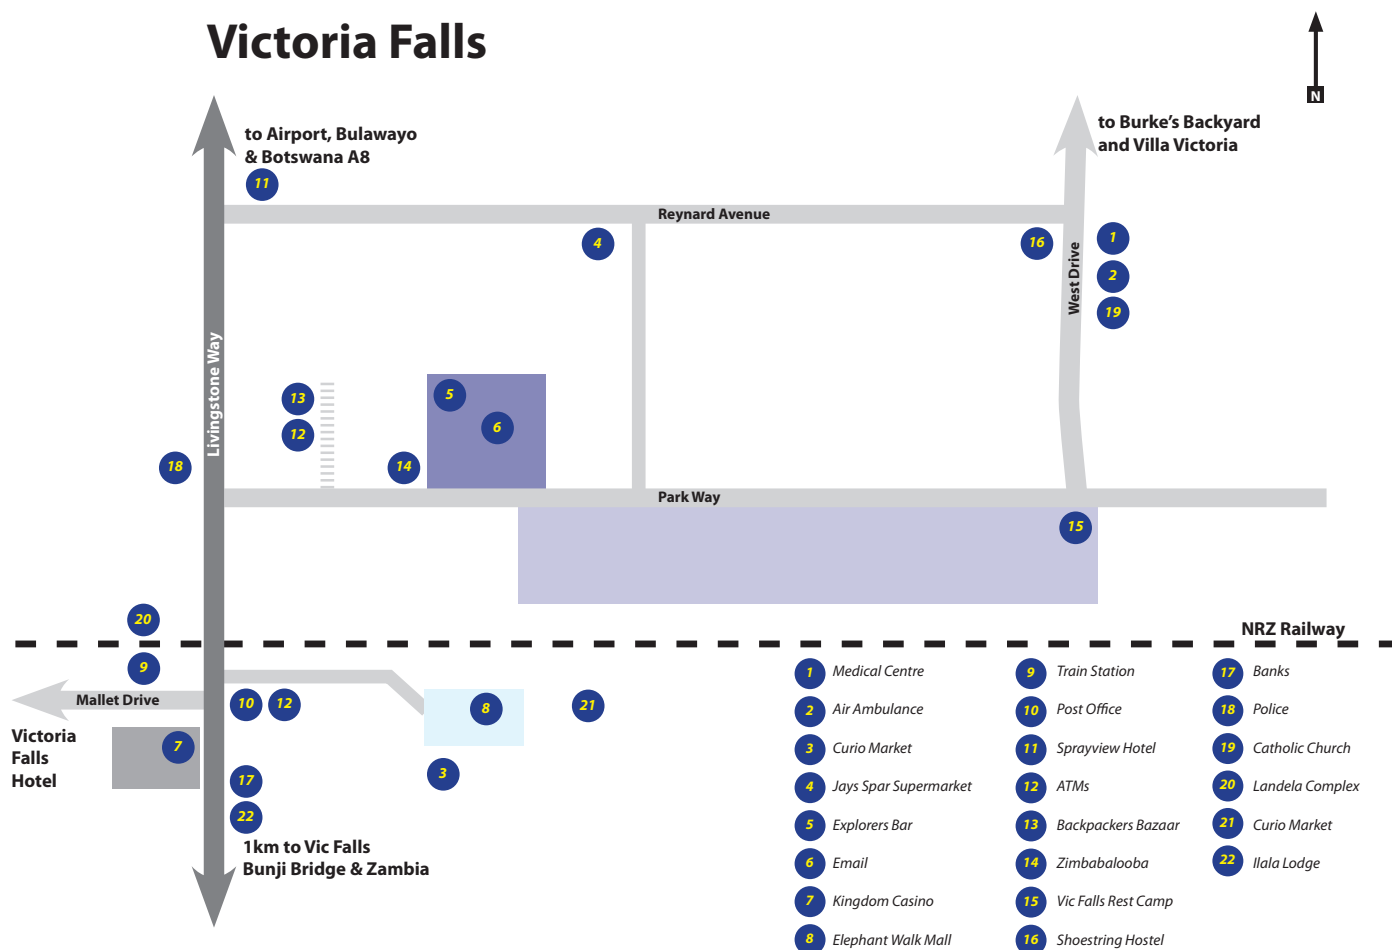 Victoria Falls
N
to Airport, Bulawayo
& Botswana A8
to Burke's Backyard
and Villa Victoria
11
Reynard Avenue
4
16
1
2
19
West Drive
Livingstone Way
13
12
5
6
18
14
Park Way
15
20
NRZ Railway
9
Mallet Drive
10
12
8
21
Victoria
Falls
Hotel
7
3
17
22
1km to Vic Falls
Bunji Bridge & Zambia
1 Medical Centre
2 Air Ambulance
3 Curio Market
4 Jays Spar Supermarket
5 Explorers Bar
6 Email
7 Kingdom Casino
8 Elephant Walk Mall
9 Train Station
10 Post Office
11 Sprayview Hotel
12 ATMs
13 Backpackers Bazaar
14 Zimbabalooba
15 Vic Falls Rest Camp
16 Shoestring Hostel
17 Banks
18 Police
19 Catholic Church
20 Landela Complex
21 Curio Market
22 Ilala Lodge